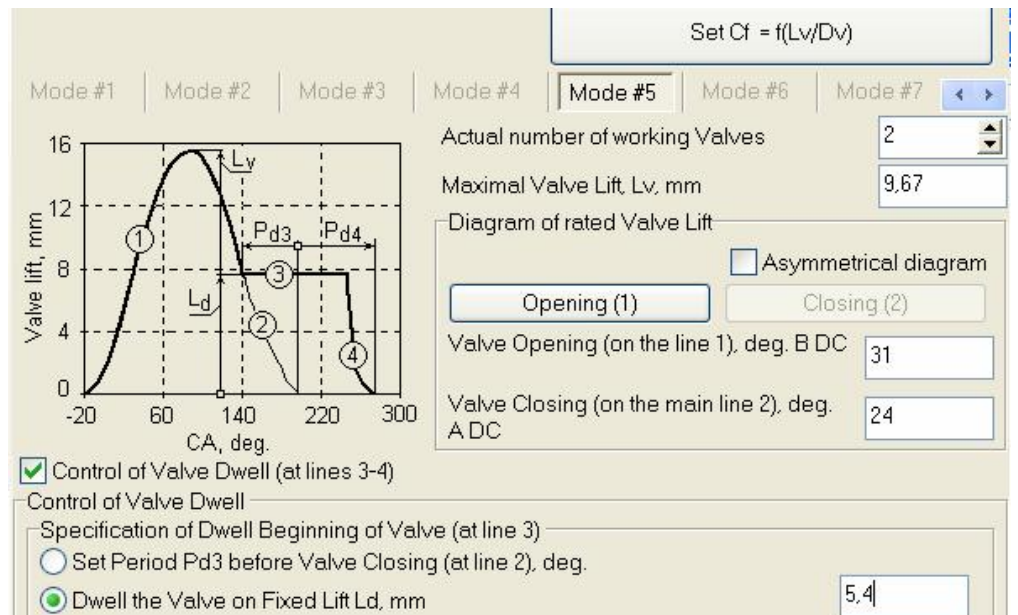 Set Cf = f(Lv/Dv)
Mode #1 Mode #2 Mode #3 Mode #4 Mode #5 Mode #6 Mode #7
Actual number of working Valves 2
Maximal Valve Lift, Lv, mm 9,67
Diagram of rated Valve Lift
Asymmetrical diagram
Opening (1) Closing (2)
Valve Opening (on the line 1), deg. B DC 31
Valve Closing (on the main line 2), deg.
A DC 24
Valve lift, mm
16
12
8
4
0
Lv
Pd3 Pd4
Ld
1
2
3
4
-20 60 140 220 300
CA, deg.
Control of Valve Dwell (at lines 3-4)
Control of Valve Dwell
Specification of Dwell Beginning of Valve (at line 3)
Set Period Pd3 before Valve Closing (at line 2), deg.
Dwell the Valve on Fixed Lift Ld, mm 5,4